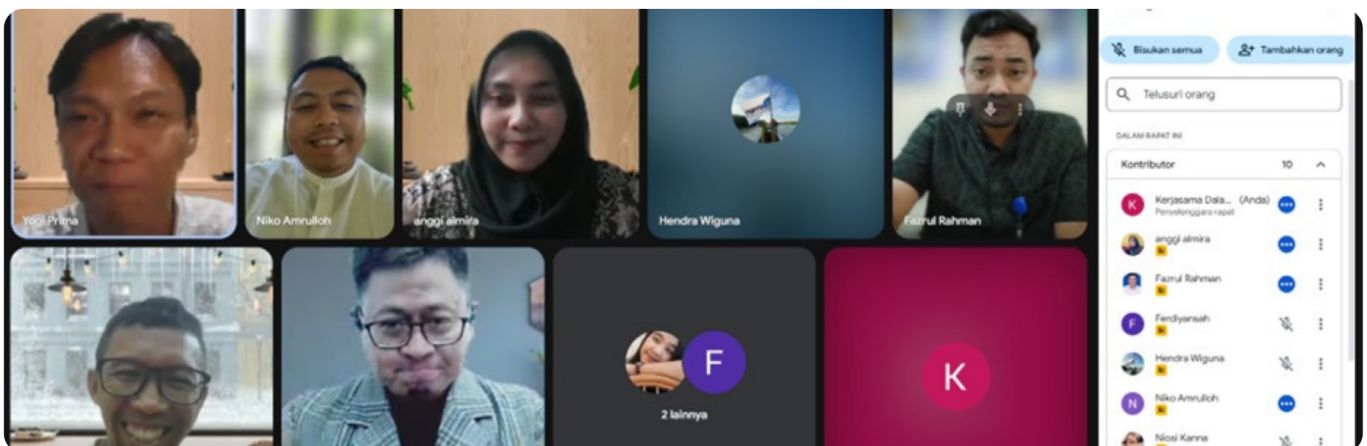 Yogi Prima
Niko Amrulloh
anggi almira
Hendra Wiguna
Fazrul Rahman
F
2 lainnya
K
Bisukan semua
Tambahkan orang
Telusuri orang
DALAM RAPAT INI
Kontributor 10
K
Kerjasama Dala... (Anda)
Penyelenggara rapat
anggi almira
Fazrul Rahman
F
Ferdiyansah
Hendra Wiguna
N
Niko Amrulloh
Niosi Kanna